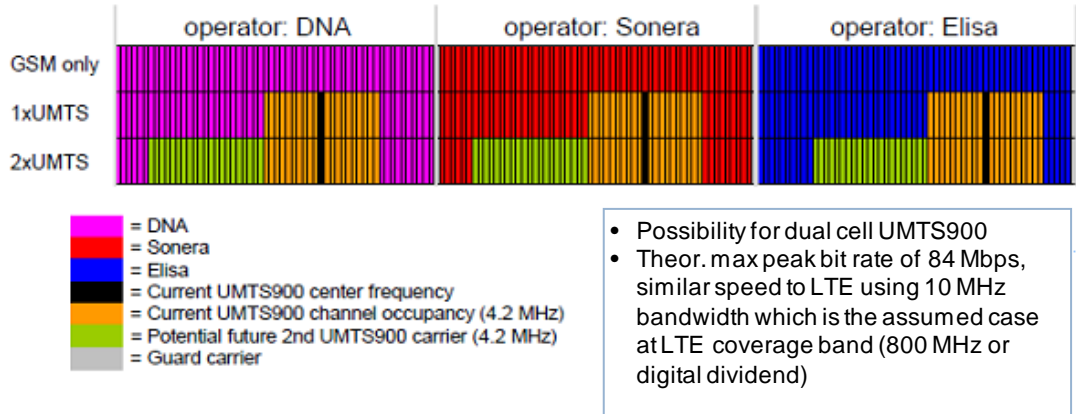 operator: DNA operator: Sonera operator: Elisa
GSM only
1xUMTS
2xUMTS
= DNA
= Sonera
= Elisa
= Current UMTS900 center frequency
= Current UMTS900 channel occupancy (4.2 MHz)
= Potential future 2nd UMTS900 carrier (4.2 MHz)
= Guard carrier
• Possibility for dual cell UMTS900
• Theor. max peak bit rate of 84 Mbps,
similar speed to LTE using 10 MHz
bandwidth which is the assumed case
at LTE coverage band (800 MHz or
digital dividend)